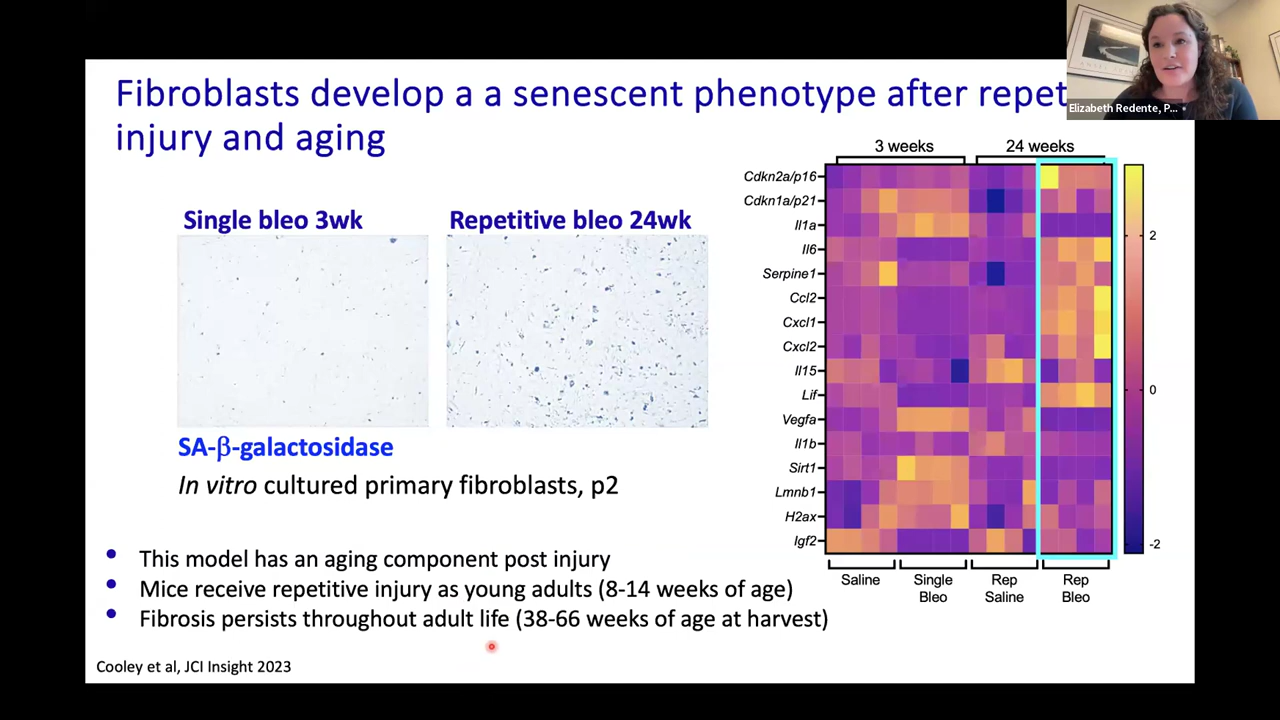 Fibroblasts develop a a senescent phenotype after repet
injury and aging
Elizabeth Redente, P...
Single bleo 3wk
Repetitive bleo 24wk
SA-β-galactosidase
In vitro cultured primary fibroblasts, p2
3 weeks
24 weeks
Cdkn2a/p16
Cdkn1a/p21
Il1a
Il6
Serpine1
Ccl2
Cxcl1
Cxcl2
Il15
Lif
Vegfa
Il1b
Sirt1
Lmnb1
H2ax
Igf2
2
0
-2
Saline
Single
Bleo
Rep
Saline
Rep
Bleo
• This model has an aging component post injury
• Mice receive repetitive injury as young adults (8-14 weeks of age)
• Fibrosis persists throughout adult life (38-66 weeks of age at harvest)
Cooley et al, JCI Insight 2023